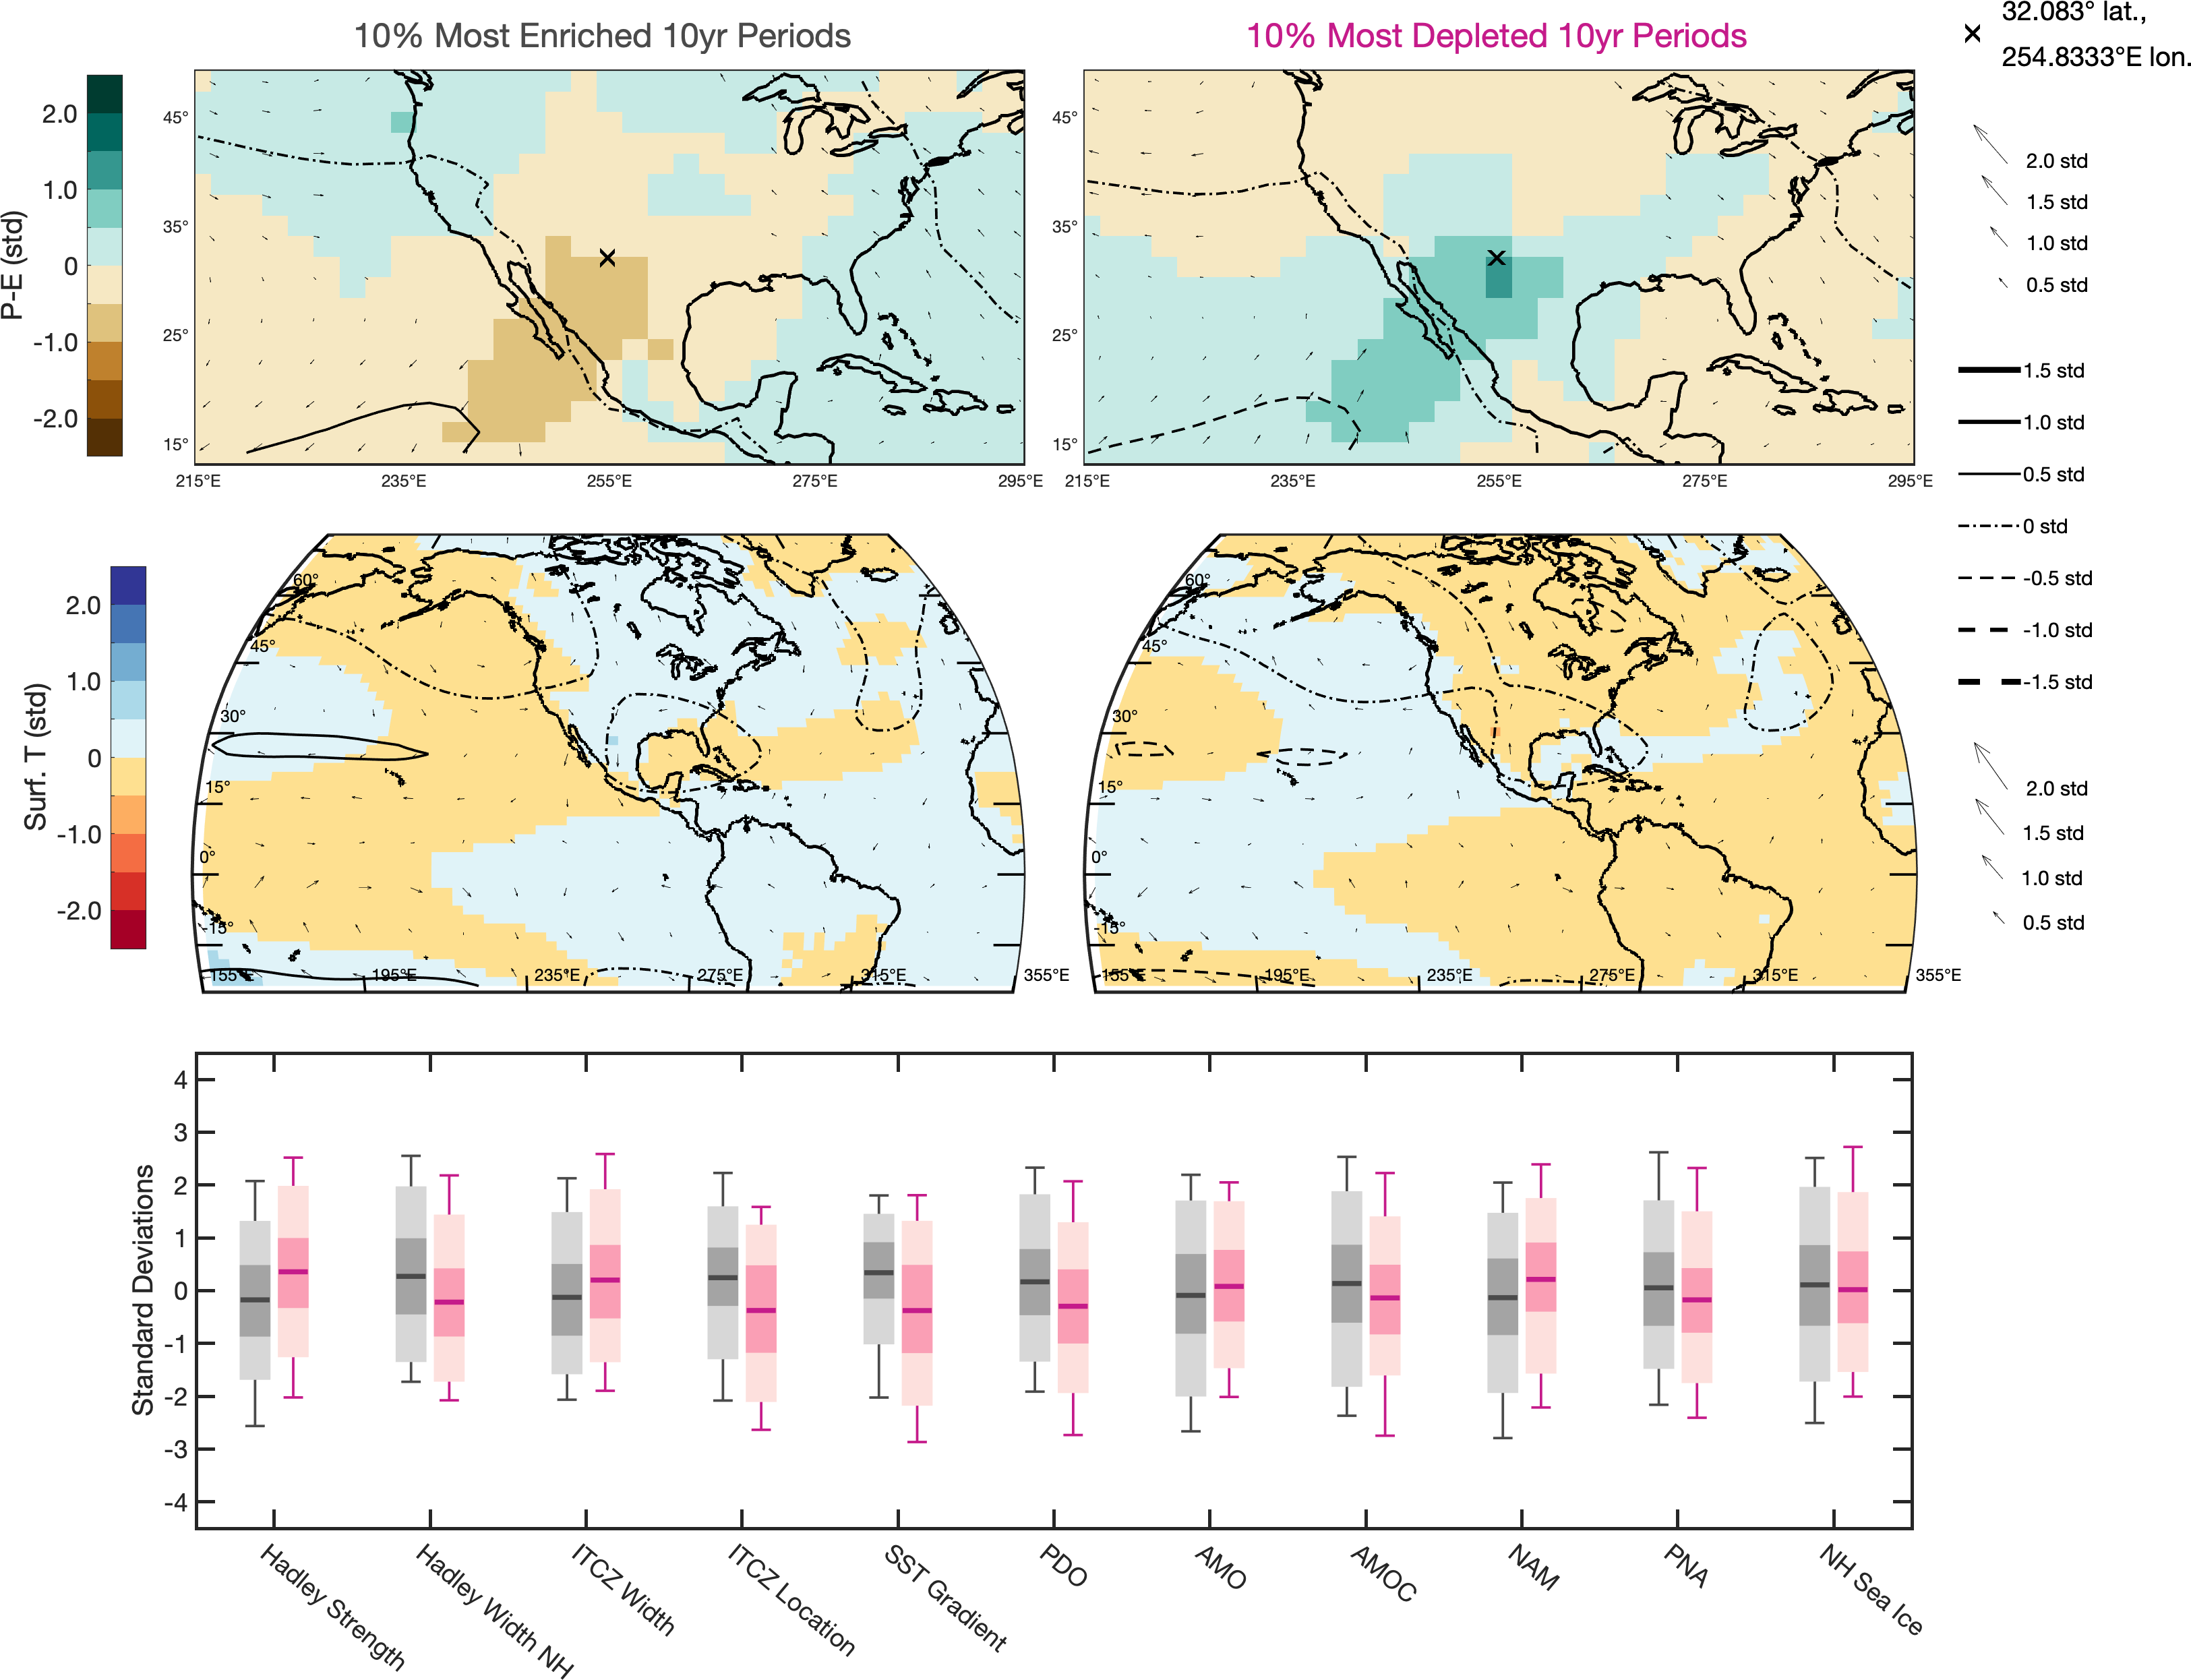 10% Most Enriched 10yr Periods
10% Most Depleted 10yr Periods
32.083° lat.,
254.8333°E lon.
P-E (std)
2.0
1.0
0
-1.0
-2.0
45°
35°
25°
15°
215°E
235°E
255°E
275°E
295°E
45°
35°
25°
15°
215°E
235°E
255°E
275°E
295°E
2.0 std
1.5 std
1.0 std
0.5 std
1.5 std
1.0 std
0.5 std
0 std
-0.5 std
-1.0 std
-1.5 std
Surf. T (std)
2.0
1.0
0
-1.0
-2.0
60°
45°
30°
15°
0°
-15°
155°E
195°E
235°E
275°E
315°E
355°E
60°
45°
30°
15°
0°
-15°
155°E
195°E
235°E
275°E
315°E
355°E
2.0 std
1.5 std
1.0 std
0.5 std
Standard Deviations
4
3
2
1
0
-1
-2
-3
-4
Hadley Strength
Hadley Width NH
ITCZ Width
ITCZ Location
SST Gradient
PDO
AMO
AMOC
NAM
PNA
NH Sea Ice